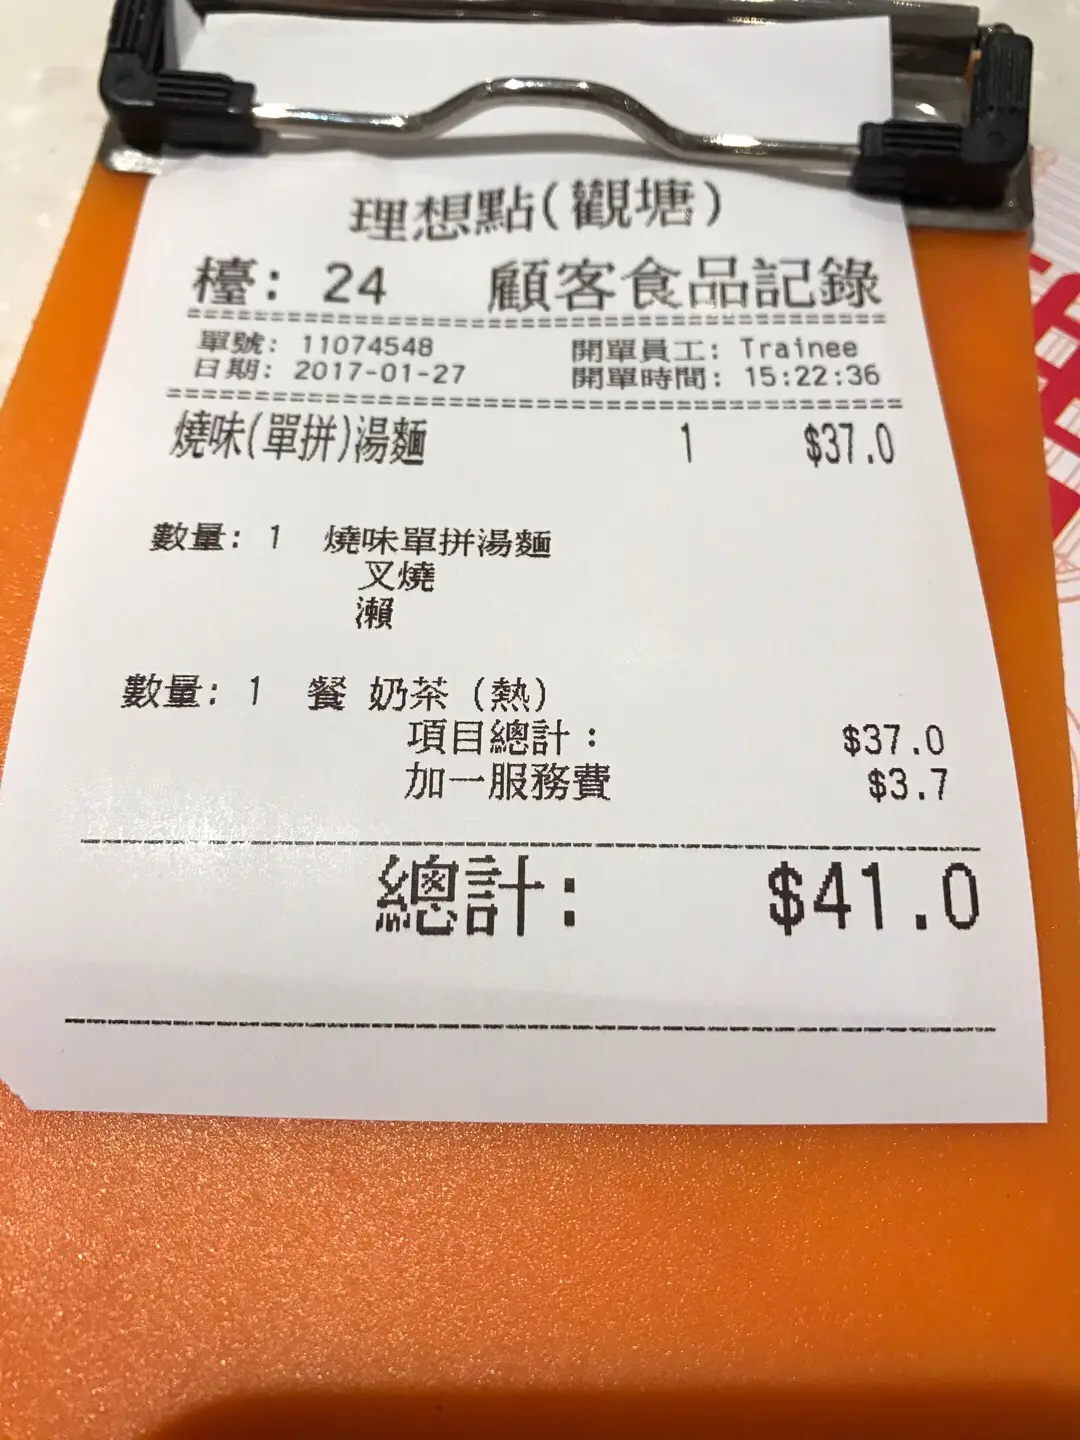 理想點(觀塘)
檯: 24 顧客食品記錄
單號: 11074548 開單員工: Trainee
日期: 2017-01-27 開單時間: 15:22:36
燒味(單拼)湯麵 1 $37.0
數量: 1 燒味單拼湯麵
叉燒
瀨
數量: 1 餐 奶茶 (熱)
項目總計: $37.0
加一服務費 $3.7
總計: $41.0